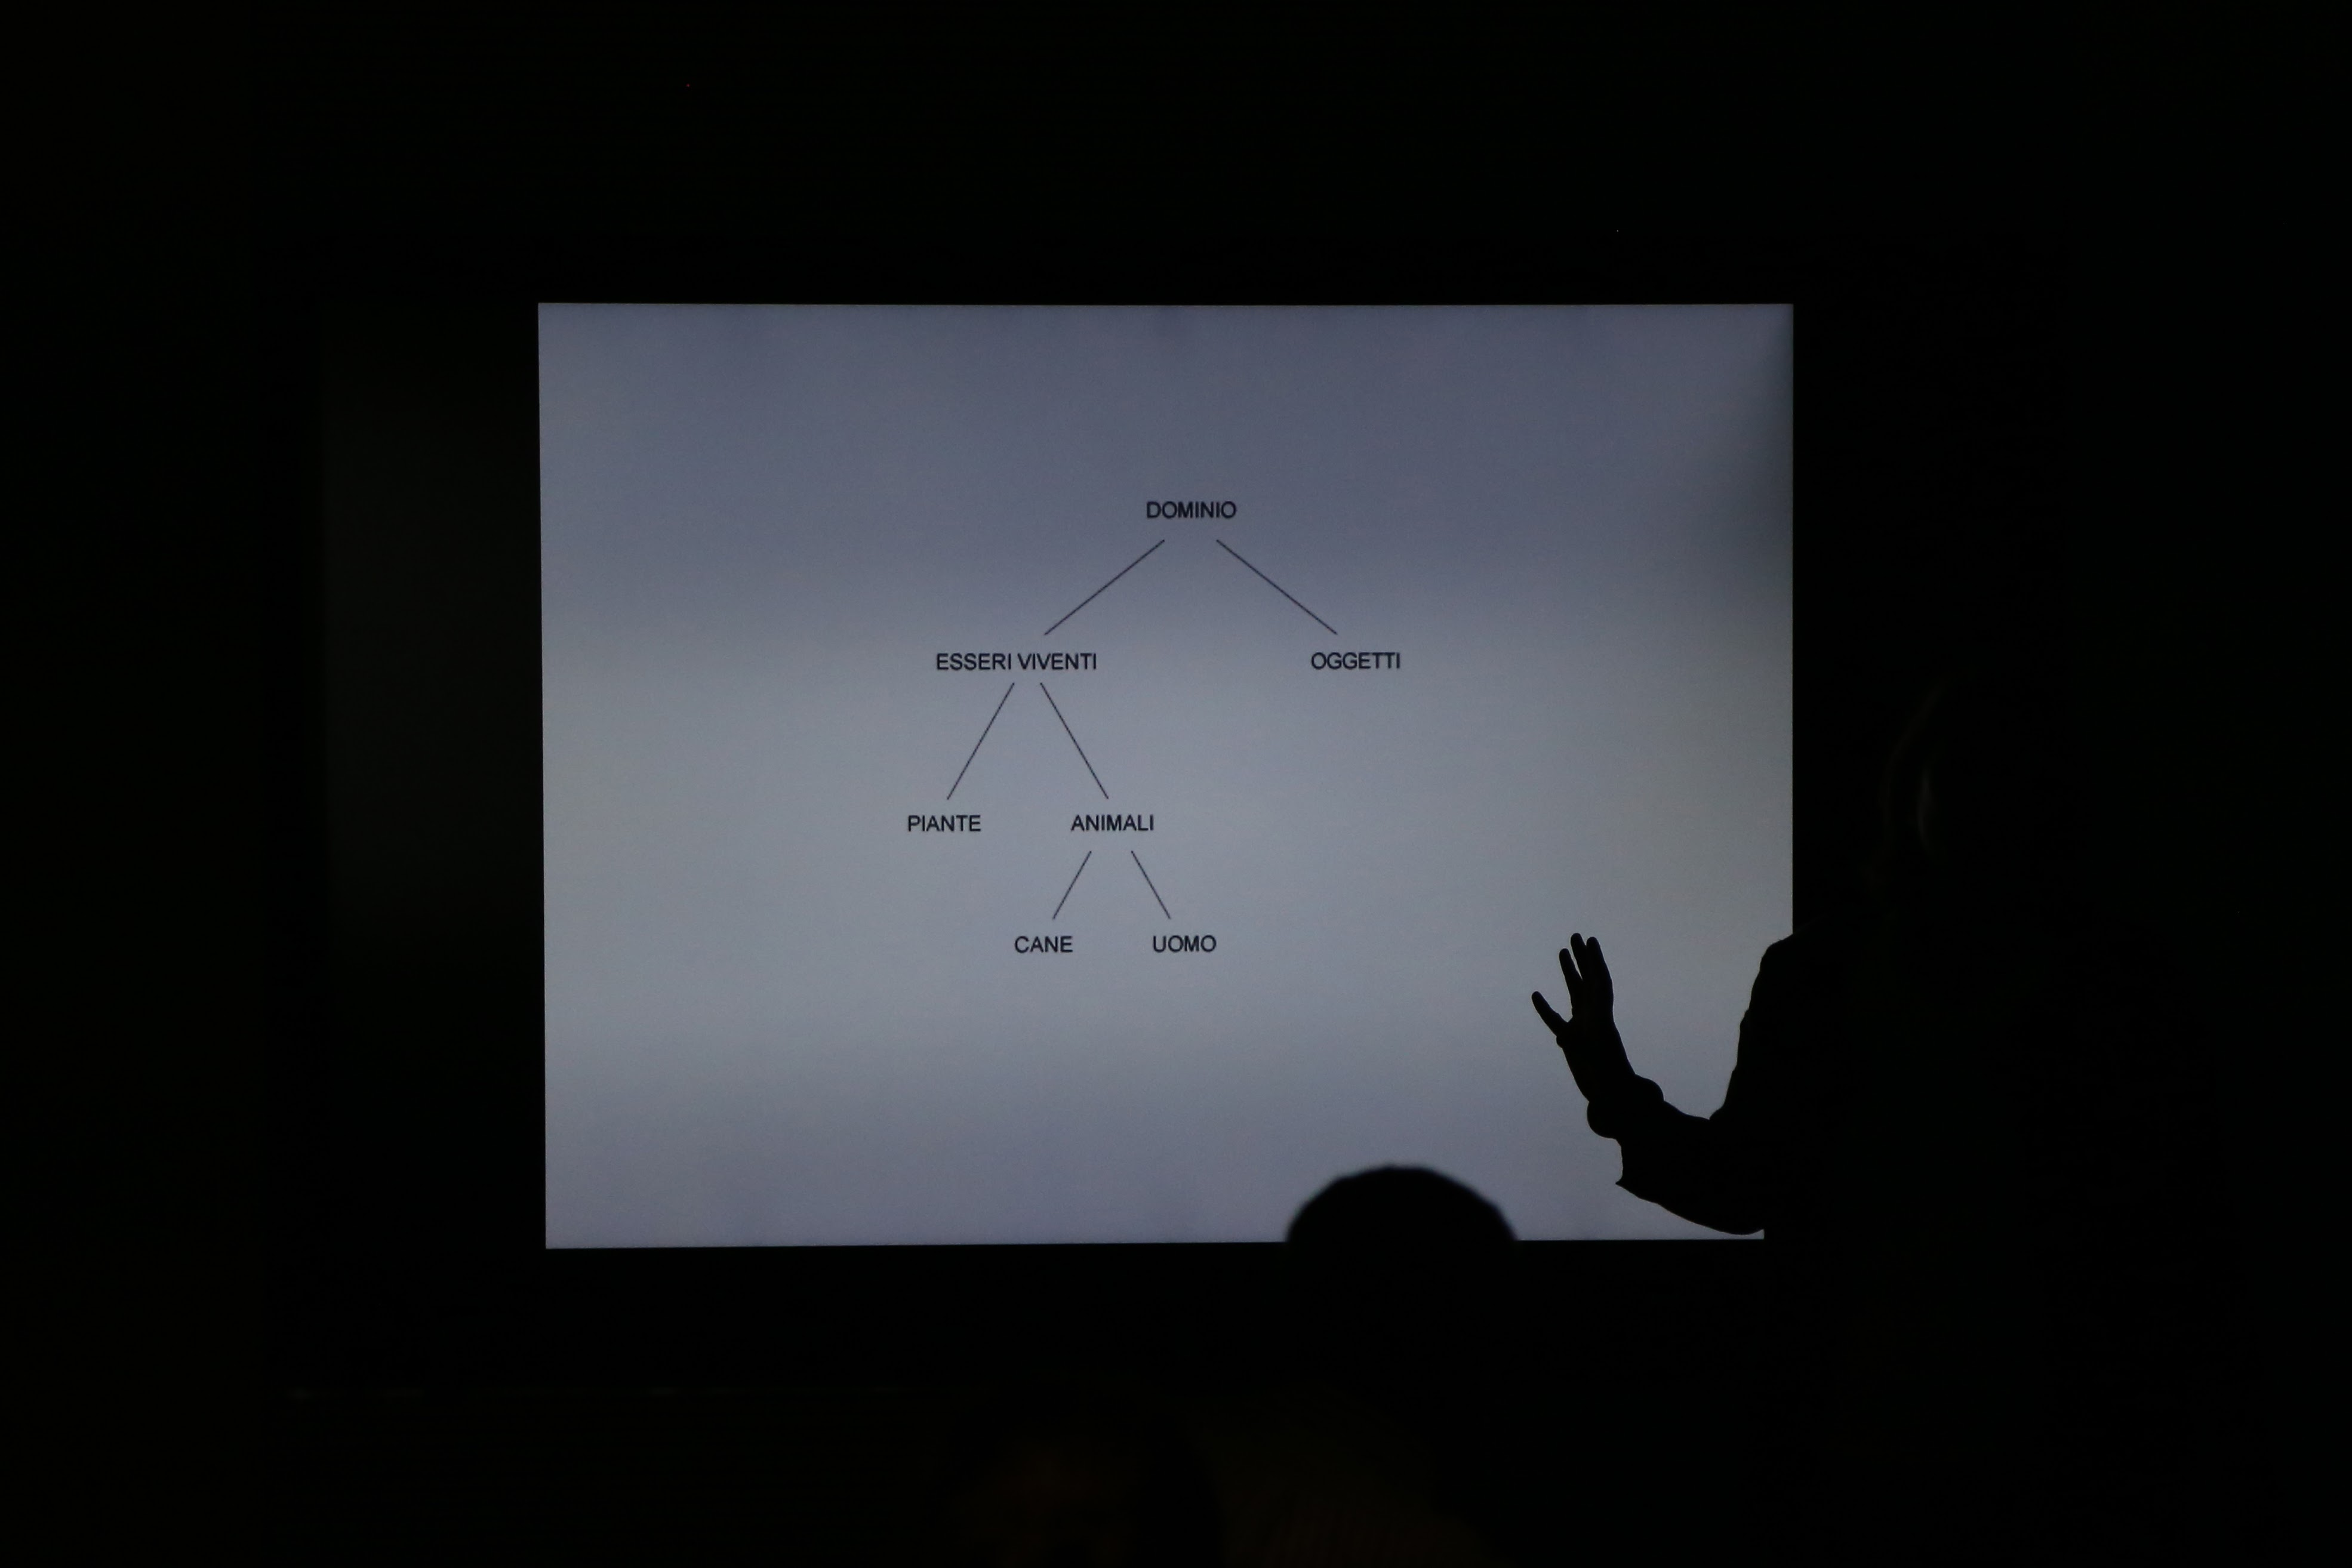 DOMINIO
ESSERI VIVENTI
OGGETTI
PIANTE
ANIMALI
CANE
UOMO